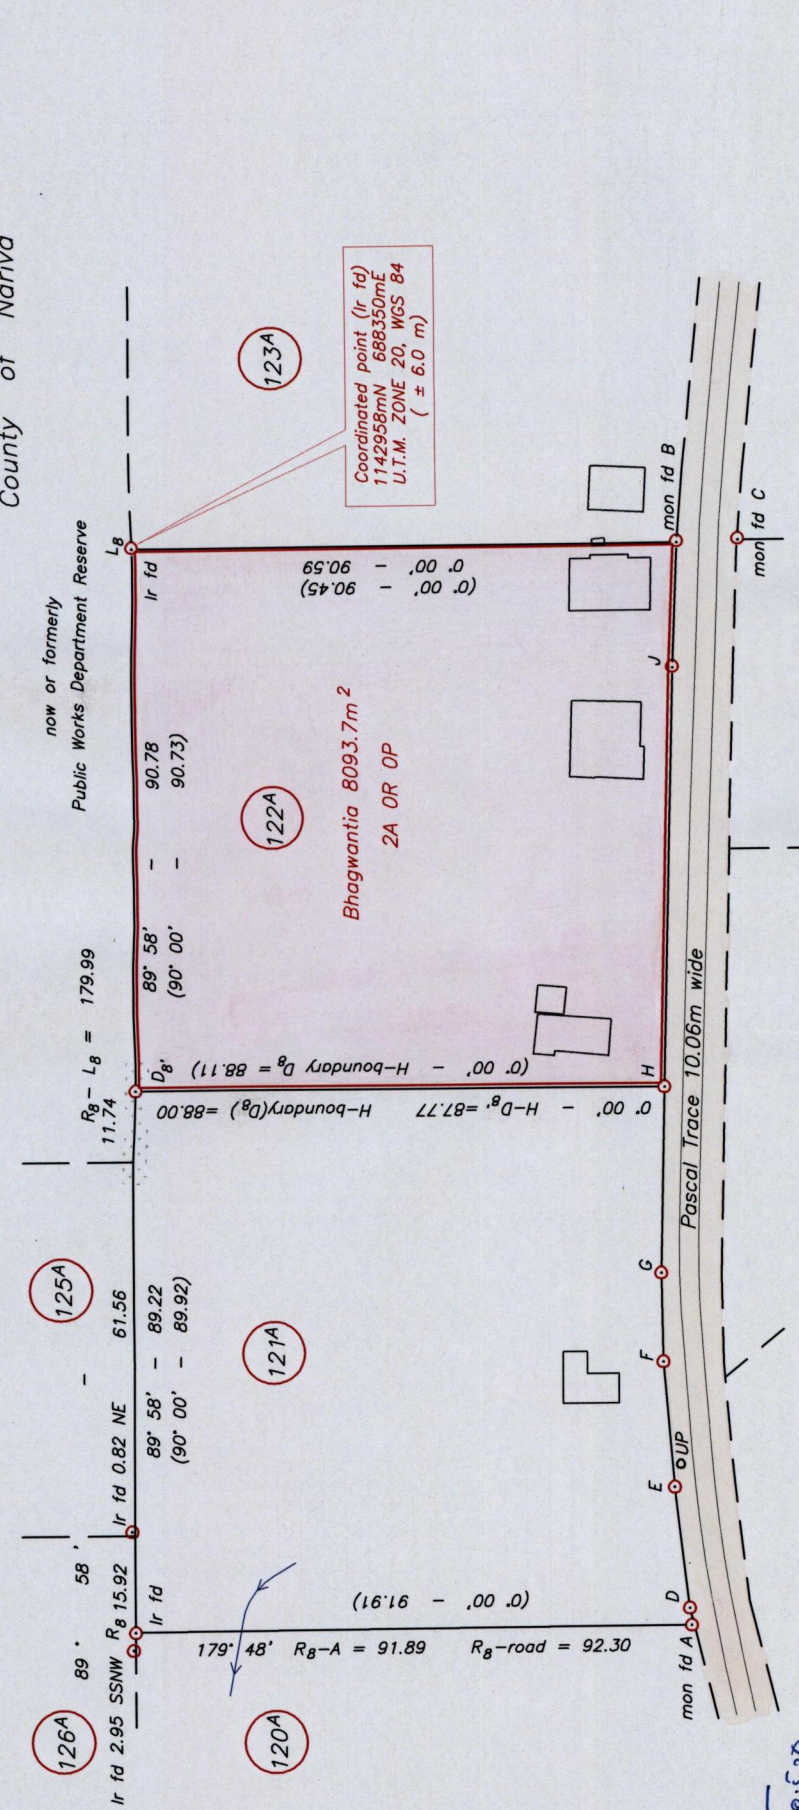 County of Nariva
now or formerly
Public Works Department Reserve
126A
89° 58'
125A
–
R8– L8 = 179.99
Ir fd 2.95 SSNW
R8
15.92
Ir fd 0.82 NE
61.56
11.74
L8
Ir fd
89° 58' – 89.22
(90° 00' – 89.92)
D8'
89° 58' – 90.78
(90° 00' – 90.73)
Ir fd
120A
121A
122A
123A
Coordinated point (Ir fd)
1142958mN 688350mE
U.T.M. ZONE 20, WGS 84
( ± 6.0 m)
Bhagwantia 8093.7m2
2A 0R 0P
179° 48' R8–A = 91.89 R8–road = 92.30
(0° 00' – 91.91)
0° 00' – H–D8' =87.77 H–boundary(D8) =88.00
(0° 00' – H–boundary D8 = 88.11)
0° 00' – 90.59
(0° 00' – 90.45)
mon fd A
D
E
UP
F
G
H
J
mon fd B
Pascal Trace 10.06m wide
mon fd C